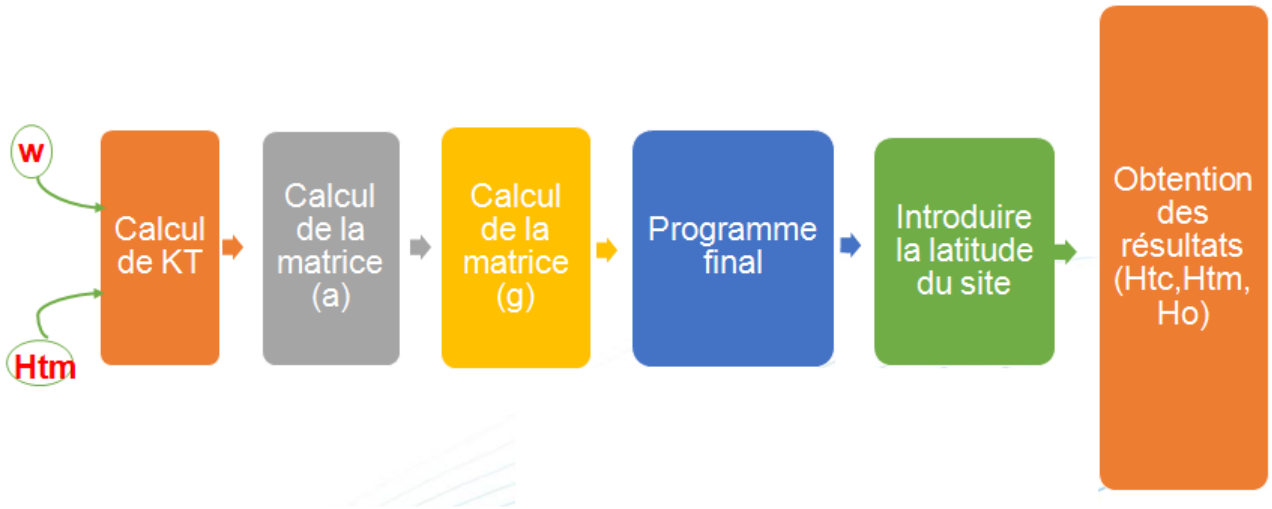 w
Htm
Calcul
de KT
Calcul
de la
matrice
(a)
Calcul
de la
matrice
(g)
Programme
final
Introduire
la latitude
du site
Obtention
des
résultats
(Htc,Htm,
Ho)